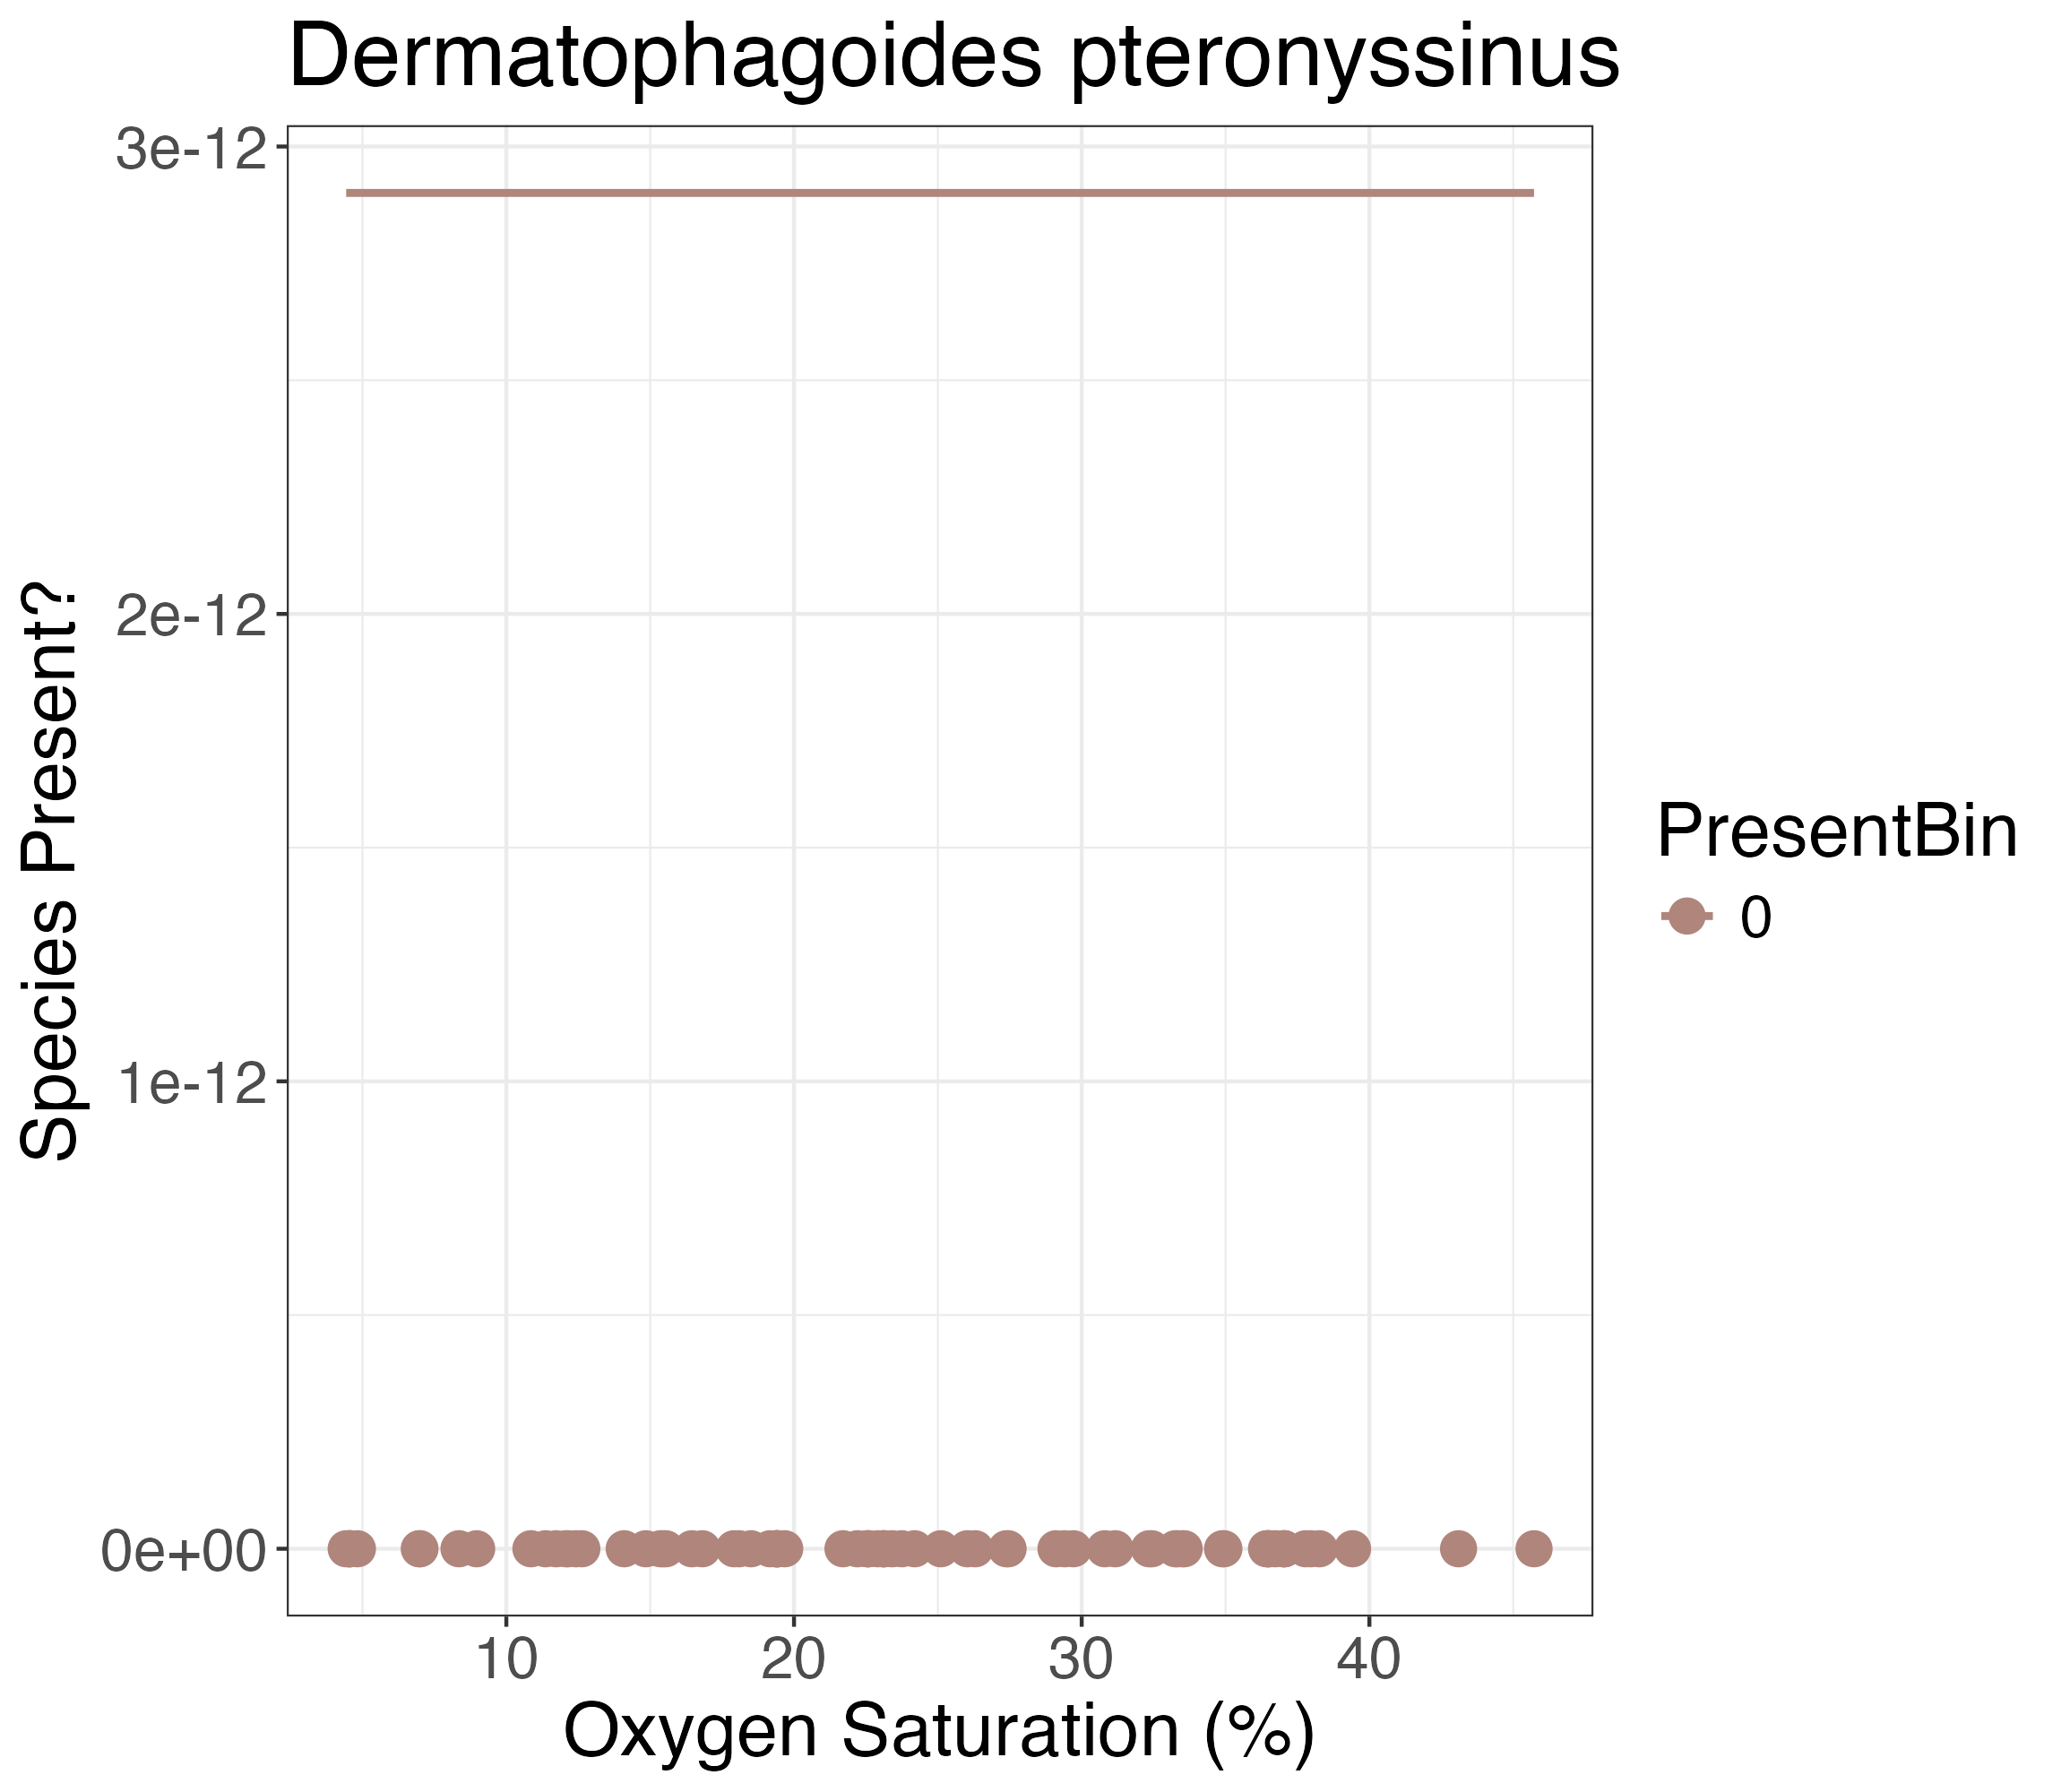 Dermatophagoides pteronyssinus
3e-12
2e-12
1e-12
0e+00
Species Present?
10 20 30 40
Oxygen Saturation (%)
PresentBin
0